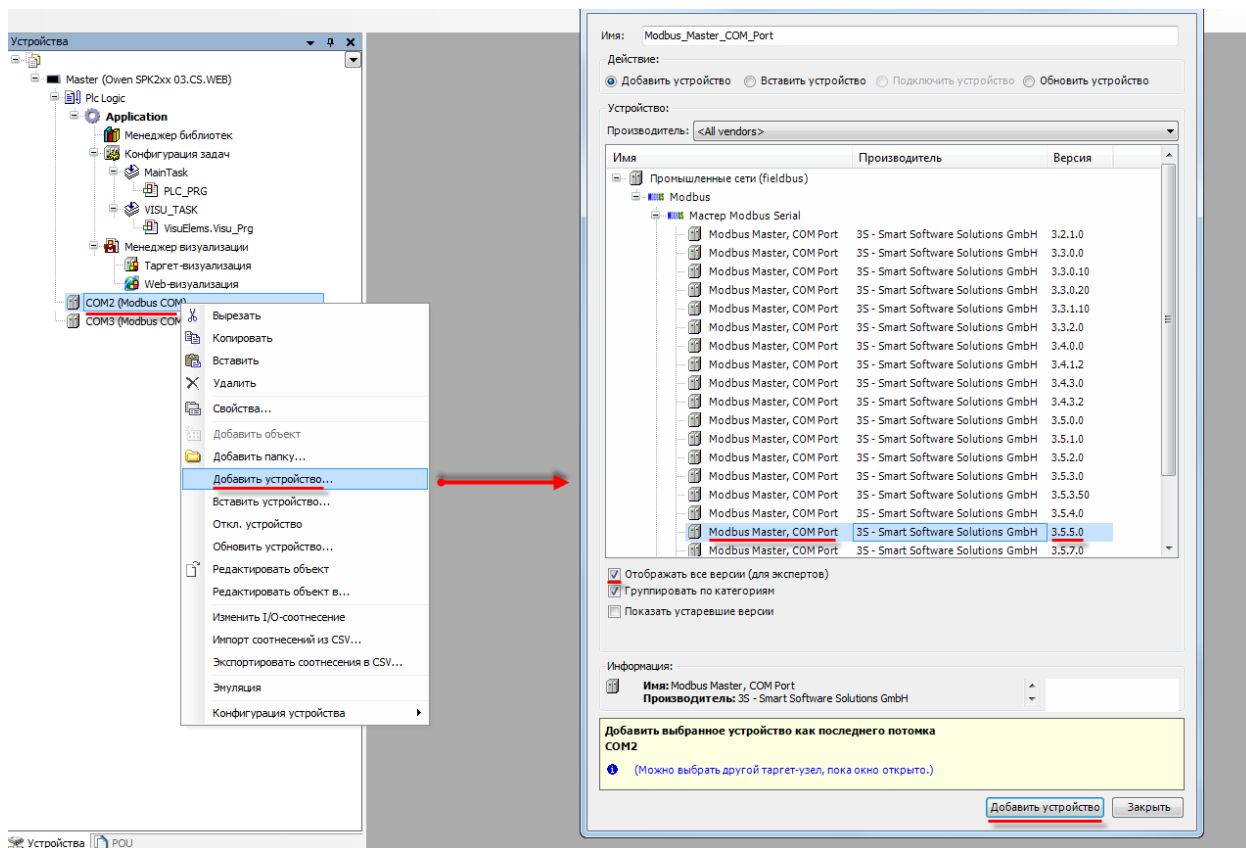 Устройства
Master (Owen SPK2xx 03.CS.WEB)
Plc Logic
Application
Менеджер библиотек
Конфигурация задач
MainTask
PLC_PRG
VISU_TASK
VisuElems.Visu_Prg
Менеджер визуализации
Таргет-визуализация
Web-визуализация
COM2 (Modbus COM)
COM3 (Modbus COM
Вырезать
Копировать
Вставить
Удалить
Свойства...
Добавить объект
Добавить папку...
Добавить устройство...
Вставить устройство...
Откл. устройство
Обновить устройство...
Редактировать объект
Редактировать объект в...
Изменить I/O-соотнесение
Импорт соотнесений из CSV...
Экспортировать соотнесения в CSV...
Эмуляция
Конфигурация устройства
Устройства POU
Имя: Modbus_Master_COM_Port
Действие:
Добавить устройство Вставить устройство Подключить устройство Обновить устройство
Устройство:
Производитель: <All vendors>
Имя Производитель Версия
Промышленные сети (fieldbus)
Modbus
Мастер Modbus Serial
Modbus Master, COM Port 3S - Smart Software Solutions GmbH 3.2.1.0
Modbus Master, COM Port 3S - Smart Software Solutions GmbH 3.3.0.0
Modbus Master, COM Port 3S - Smart Software Solutions GmbH 3.3.0.10
Modbus Master, COM Port 3S - Smart Software Solutions GmbH 3.3.0.20
Modbus Master, COM Port 3S - Smart Software Solutions GmbH 3.3.1.10
Modbus Master, COM Port 3S - Smart Software Solutions GmbH 3.3.2.0
Modbus Master, COM Port 3S - Smart Software Solutions GmbH 3.4.0.0
Modbus Master, COM Port 3S - Smart Software Solutions GmbH 3.4.1.2
Modbus Master, COM Port 3S - Smart Software Solutions GmbH 3.4.3.0
Modbus Master, COM Port 3S - Smart Software Solutions GmbH 3.4.3.2
Modbus Master, COM Port 3S - Smart Software Solutions GmbH 3.5.0.0
Modbus Master, COM Port 3S - Smart Software Solutions GmbH 3.5.1.0
Modbus Master, COM Port 3S - Smart Software Solutions GmbH 3.5.2.0
Modbus Master, COM Port 3S - Smart Software Solutions GmbH 3.5.3.0
Modbus Master, COM Port 3S - Smart Software Solutions GmbH 3.5.3.50
Modbus Master, COM Port 3S - Smart Software Solutions GmbH 3.5.4.0
Modbus Master, COM Port 3S - Smart Software Solutions GmbH 3.5.5.0
Modbus Master, COM Port 3S - Smart Software Solutions GmbH 3.5.7.0
Отображать все версии (для экспертов)
Группировать по категориям
Показать устаревшие версии
Информация:
Имя: Modbus Master, COM Port
Производитель: 3S - Smart Software Solutions GmbH
Добавить выбранное устройство как последнего потомка
COM2
(Можно выбрать другой таргет-узел, пока окно открыто.)
Добавить устройство Закрыть